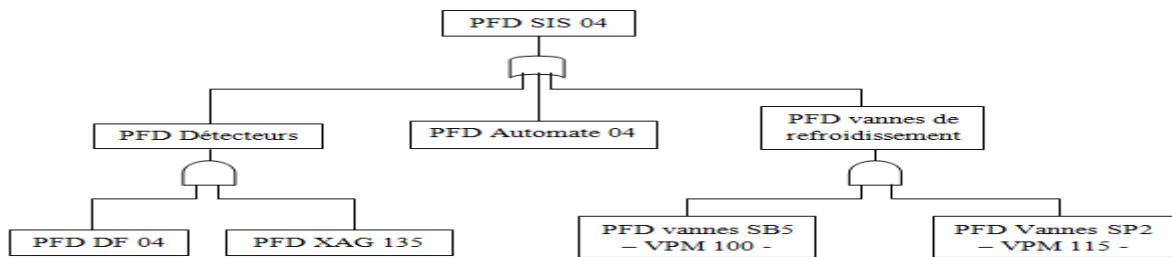 PFD SIS 04
PFD Détecteurs
PFD Automate 04
PFD vannes de
refroidissement
PFD DF 04
PFD XAG 135
PFD vannes SB5
– VPM 100 -
PFD Vannes SP2
– VPM 115 -